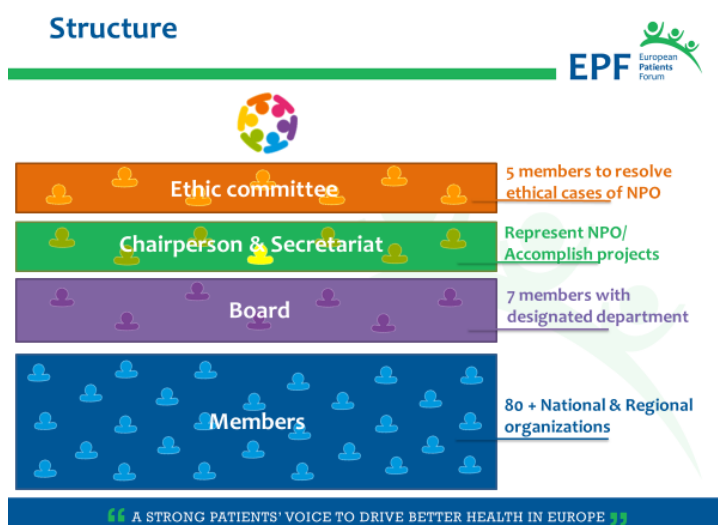 Structure
EPF
European
Patients
Forum
Ethic committee
5 members to resolve
ethical cases of NPO
Chairperson & Secretariat
Represent NPO/
Accomplish projects
Board
7 members with
designated department
Members
80 + National & Regional
organizations
“ A STRONG PATIENTS' VOICE TO DRIVE BETTER HEALTH IN EUROPE ”